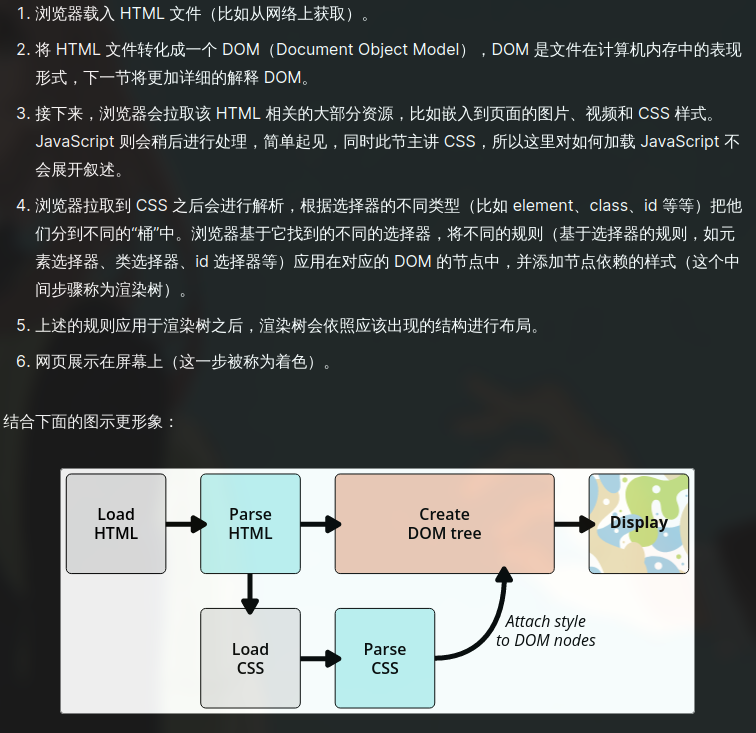 1. 浏览器载入 HTML 文件（比如从网络上获取）。
2. 将 HTML 文件转化成一个 DOM（Document Object Model），DOM 是文件在计算机内存中的表现
形式，下一节将更加详细的解释 DOM。
3. 接下来，浏览器会拉取该 HTML 相关的大部分资源，比如嵌入到页面的图片、视频和 CSS 样式。
JavaScript 则会稍后进行处理，简单起见，同时此节主讲 CSS，所以这里对如何加载 JavaScript 不
会展开叙述。
4. 浏览器拉取到 CSS 之后会进行解析，根据选择器的不同类型（比如 element、class、id 等等）把他
们分到不同的“桶”中。浏览器基于它找到的不同的选择器，将不同的规则（基于选择器的规则，如元
素选择器、类选择器、id 选择器等）应用在对应的 DOM 的节点中，并添加节点依赖的样式（这个中
间步骤称为渲染树）。
5. 上述的规则应用于渲染树之后，渲染树会依照应该出现的结构进行布局。
6. 网页展示在屏幕上（这一步被称为着色）。
结合下面的图示更形象：
Load
HTML
Parse
HTML
Create
DOM tree
Display
Load
CSS
Parse
CSS
Attach style
to DOM nodes